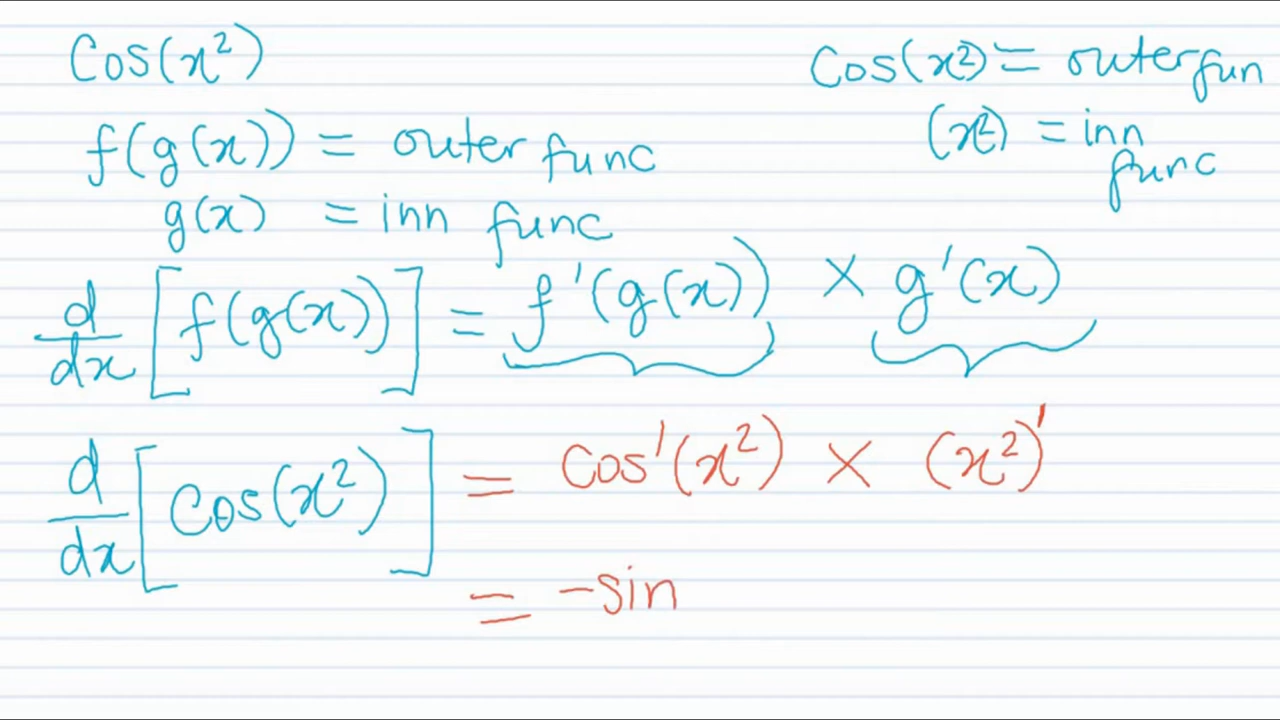 Cos(x²)
Cos(x²) = outer fun
f(g(x)) = outer func
(x²) = inn func
g(x) = inn func
d/dx [f(g(x))] = f'(g(x)) × g'(x)
d/dx [Cos(x²)] = Cos'(x²) × (x²)'
= -sin